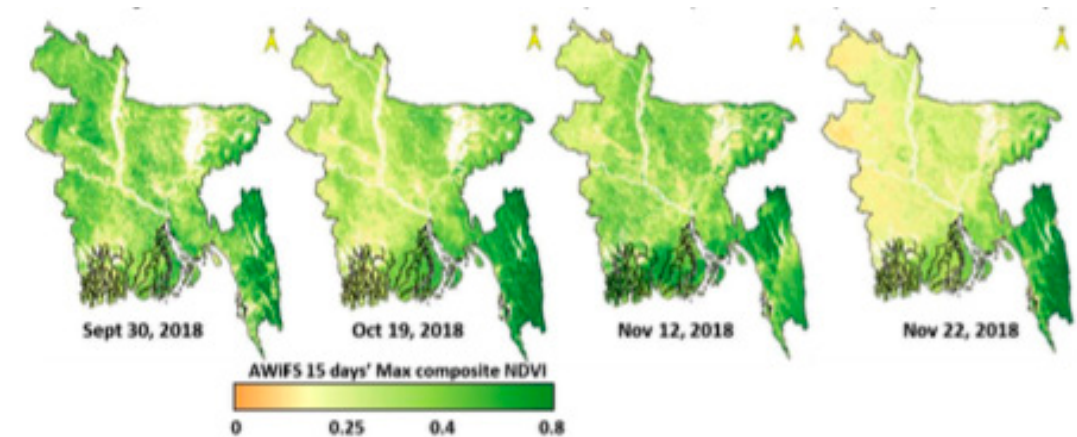 Sept 30, 2018
Oct 19, 2018
Nov 12, 2018
Nov 22, 2018
AWiFS 15 days' Max composite NDVI
0 0.25 0.4 0.8